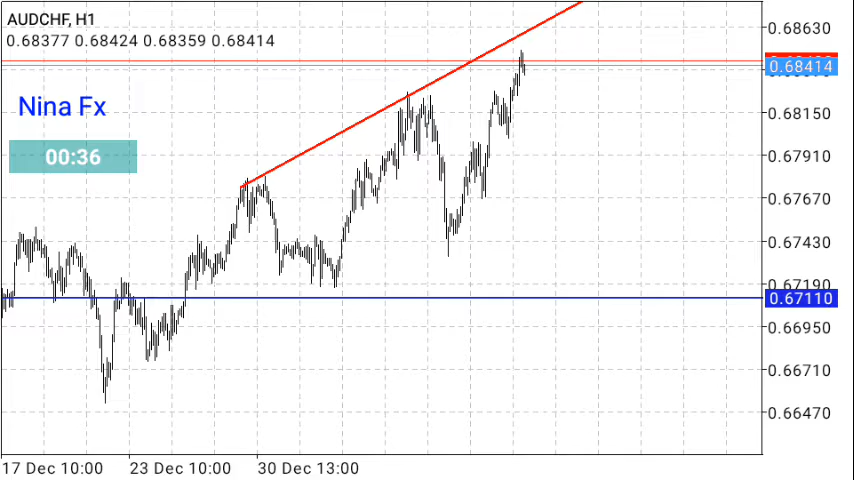 AUDCHF, H1
0.68377 0.68424 0.68359 0.68414
Nina Fx
00:36
0.68630
0.68414
0.68150
0.67910
0.67670
0.67430
0.67190
0.67110
0.66950
0.66710
0.66470
17 Dec 10:00
23 Dec 10:00
30 Dec 13:00